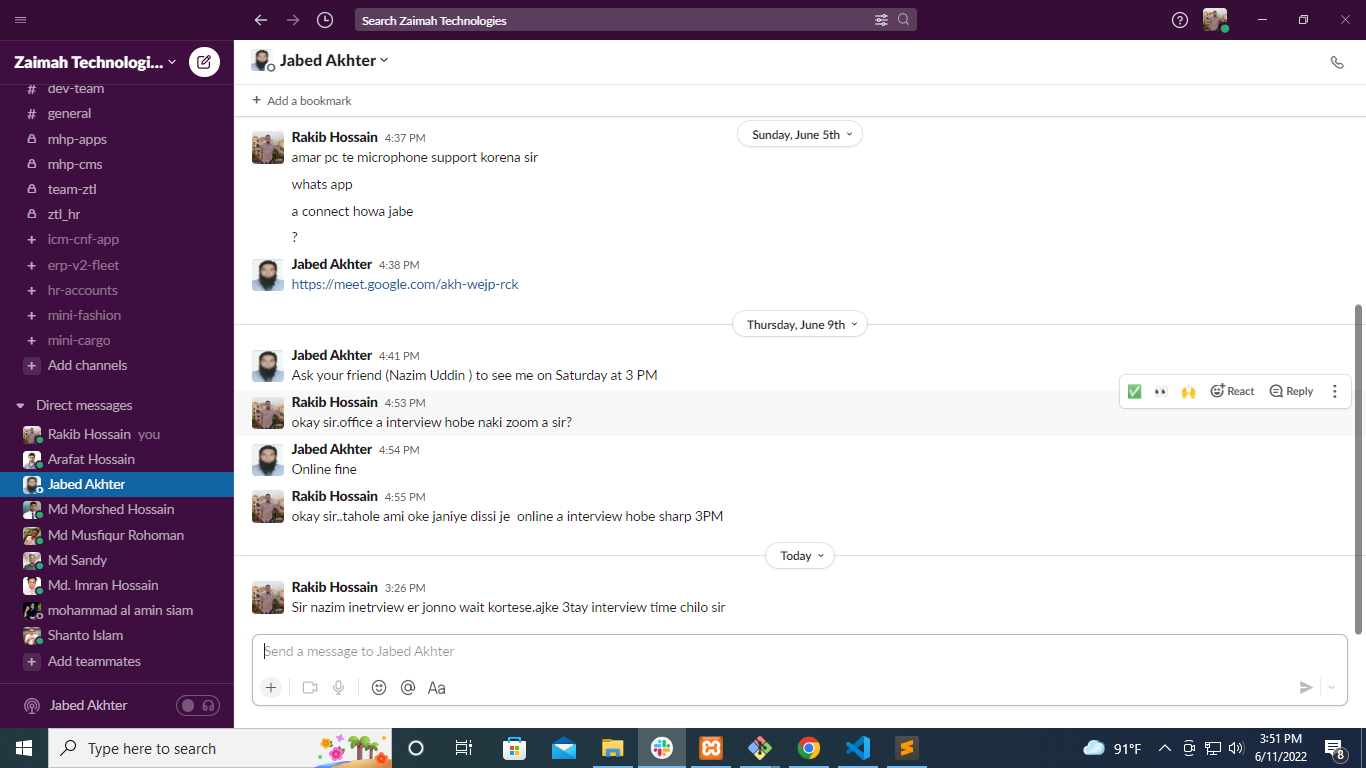 Search Zaimah Technologies
Zaimah Technologi...
dev-team
general
mhp-apps
mhp-cms
team-ztl
ztl_hr
icm-cnf-app
erp-v2-fleet
hr-accounts
mini-fashion
mini-cargo
Add channels
Direct messages
Rakib Hossain you
Arafat Hossain
Jabed Akhter
Md Morshed Hossain
Md Musfiqur Rohoman
Md Sandy
Md. Imran Hossain
mohammad al amin siam
Shanto Islam
Add teammates
Jabed Akhter
Jabed Akhter
+ Add a bookmark
Sunday, June 5th
Rakib Hossain 4:37 PM
amar pc te microphone support korena sir
whats app
a connect howa jabe
?
Jabed Akhter 4:38 PM
https://meet.google.com/akh-wejp-rck
Thursday, June 9th
Jabed Akhter 4:41 PM
Ask your friend (Nazim Uddin ) to see me on Saturday at 3 PM
React Reply
Rakib Hossain 4:53 PM
okay sir.office a interview hobe naki zoom a sir?
Jabed Akhter 4:54 PM
Online fine
Rakib Hossain 4:55 PM
okay sir..tahole ami oke janiye dissi je  online a interview hobe sharp 3PM
Today
Rakib Hossain 3:26 PM
Sir nazim inetrview er jonno wait kortese.ajke 3tay interview time chilo sir
Send a message to Jabed Akhter
Aa
Type here to search
91°F
3:51 PM
6/11/2022
8